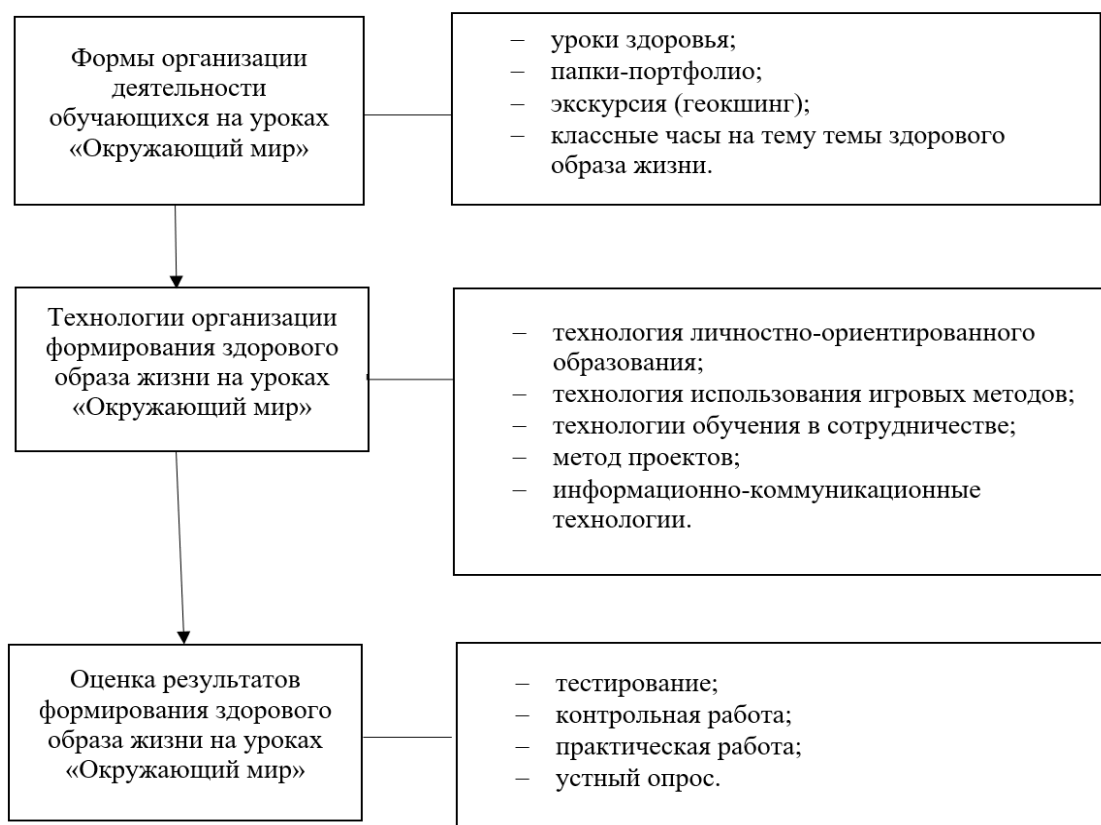 Формы организации
деятельности
обучающихся на уроках
«Окружающий мир»
– уроки здоровья;
– папки-портфолио;
– экскурсия (геокшинг);
– классные часы на тему темы здорового
образа жизни.
Технологии организации
формирования здорового
образа жизни на уроках
«Окружающий мир»
– технология личностно-ориентированного
образования;
– технология использования игровых методов;
– технологии обучения в сотрудничестве;
– метод проектов;
– информационно-коммуникационные
технологии.
Оценка результатов
формирования здорового
образа жизни на уроках
«Окружающий мир»
– тестирование;
– контрольная работа;
– практическая работа;
– устный опрос.